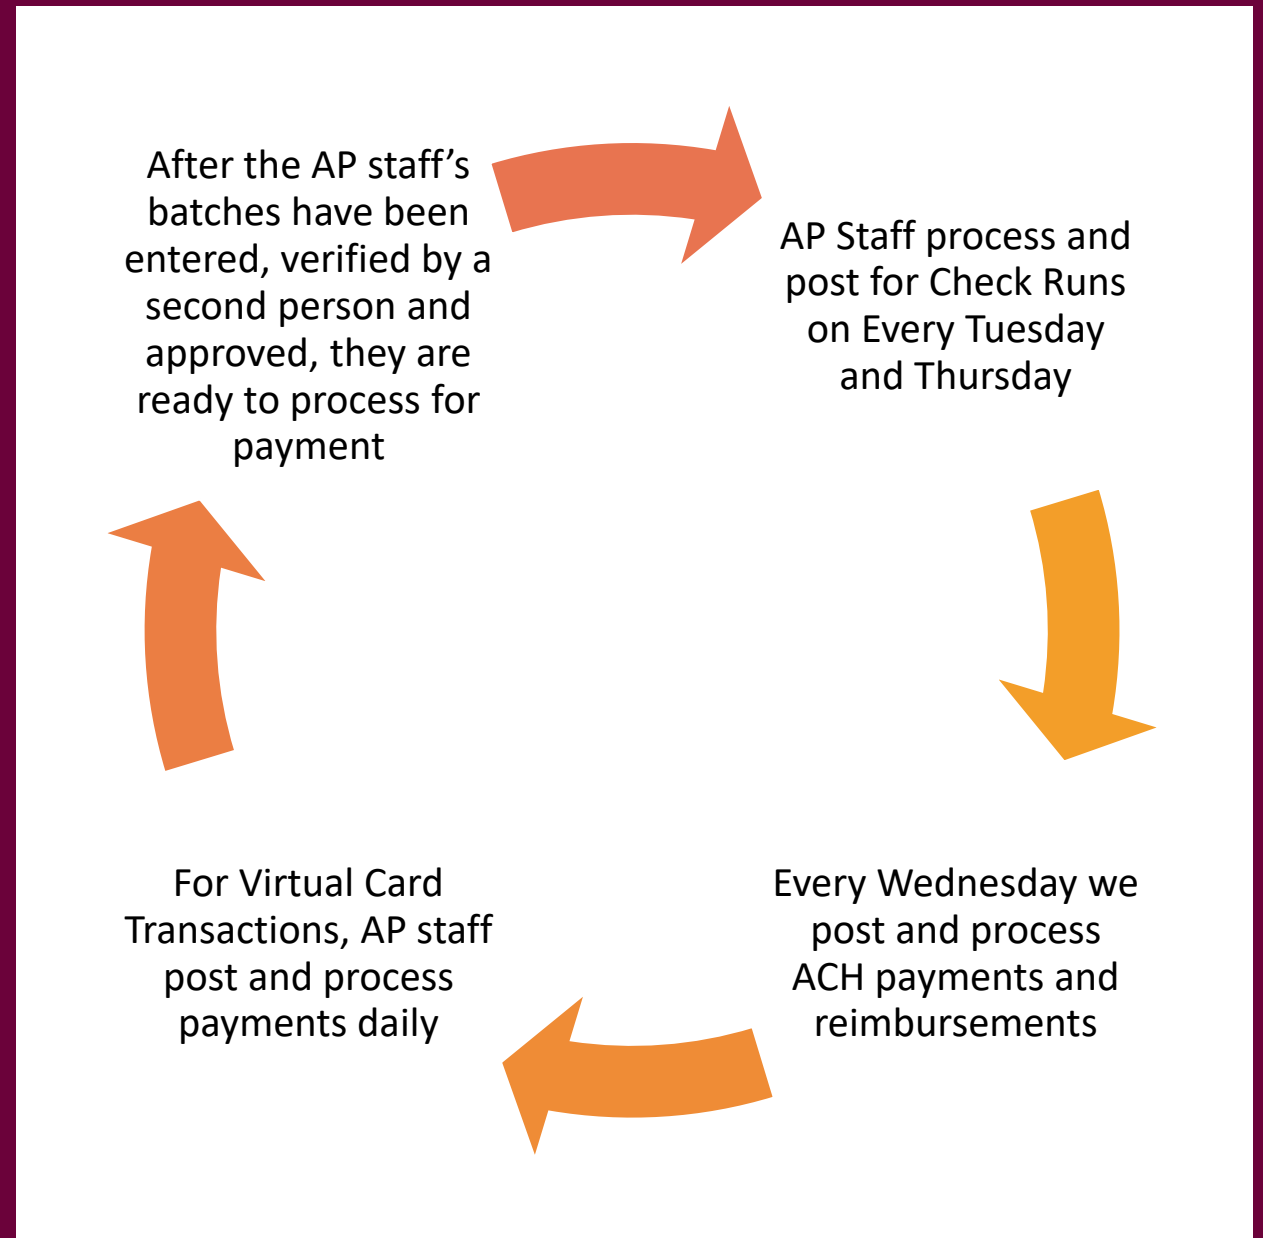 After the AP staff’s
batches have been
entered, verified by a
second person and
approved, they are
ready to process for
payment
AP Staff process and
post for Check Runs
on Every Tuesday
and Thursday
Every Wednesday we
post and process
ACH payments and
reimbursements
For Virtual Card
Transactions, AP staff
post and process
payments daily